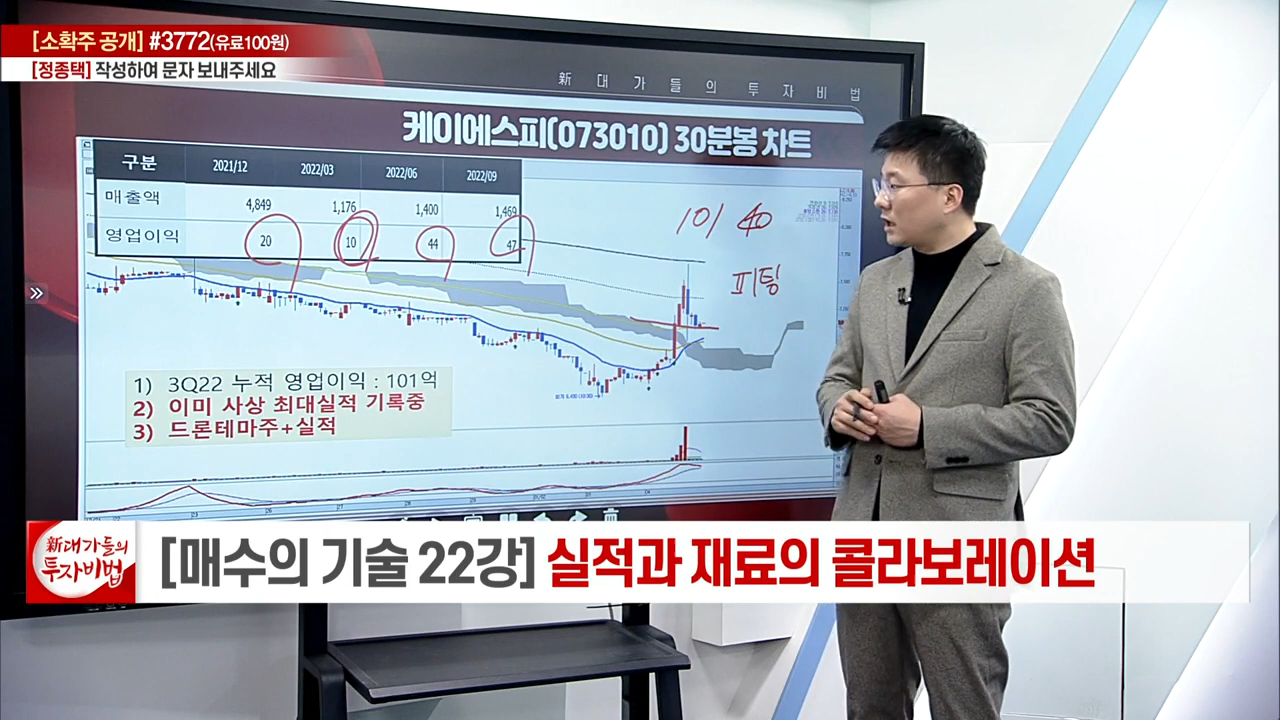 [소확주 공개] #3772(유료100원)
[정종택] 작성하여 문자 보내주세요
新 대가들의 투자비법
케이에스피(073010) 30분봉 차트
구분 2021/12 2022/03 2022/06 2022/09
매출액 4,849 1,176 1,400 1,469
영업이익 20 10 44 47
101 40
피팅
1) 3Q22 누적 영업이익 : 101억
2) 이미 사상 최대실적 기록중
3) 드론테마주+실적
新대가들의
투자비법
[매수의 기술 22강] 실적과 재료의 콜라보레이션